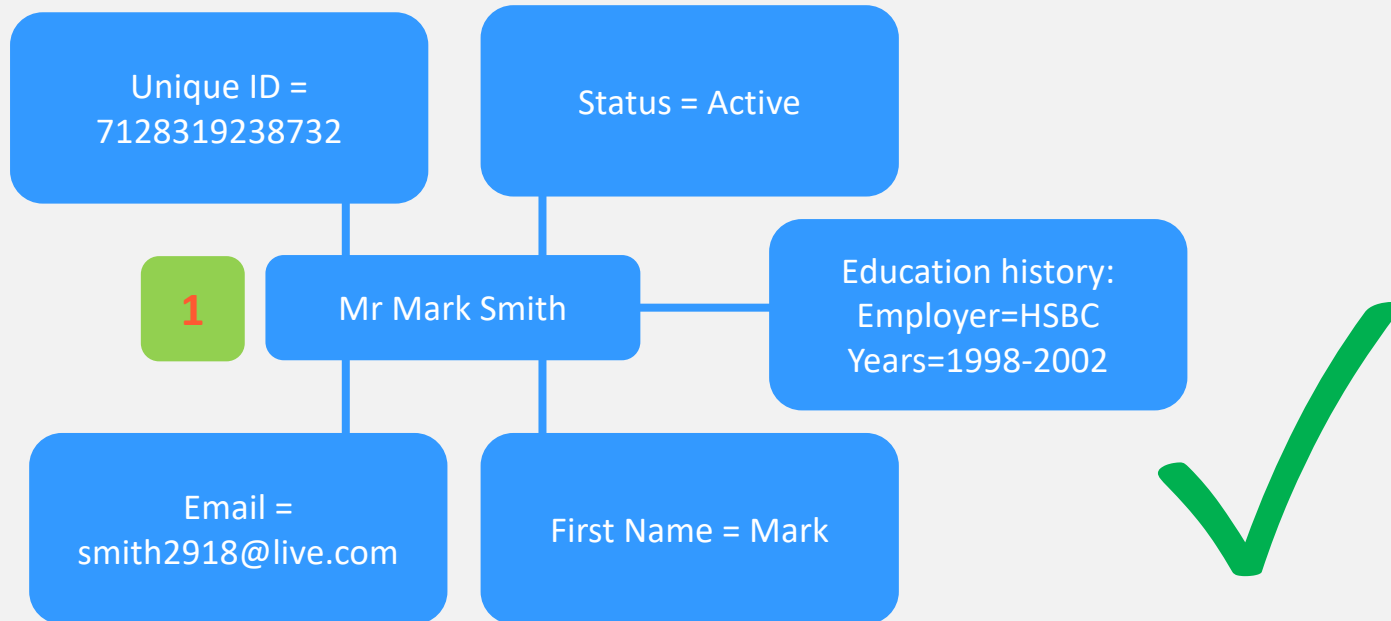 Unique ID =
7128319238732
Status = Active
1
Mr Mark Smith
Education history:
Employer=HSBC
Years=1998-2002
Email =
smith2918@live.com
First Name = Mark